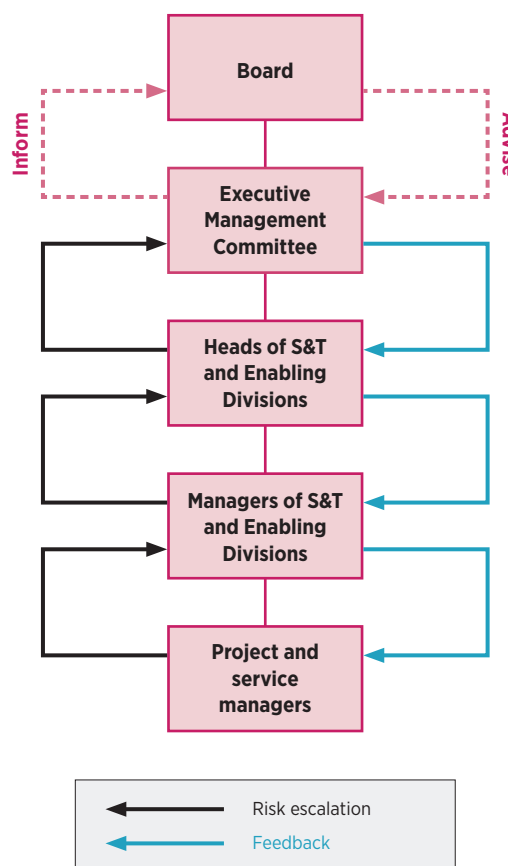 Board
Inform
Advise
Executive
Management
Committee
Heads of S&T
and Enabling
Divisions
Managers of S&T
and Enabling
Divisions
Project and
service
managers
Risk escalation
Feedback